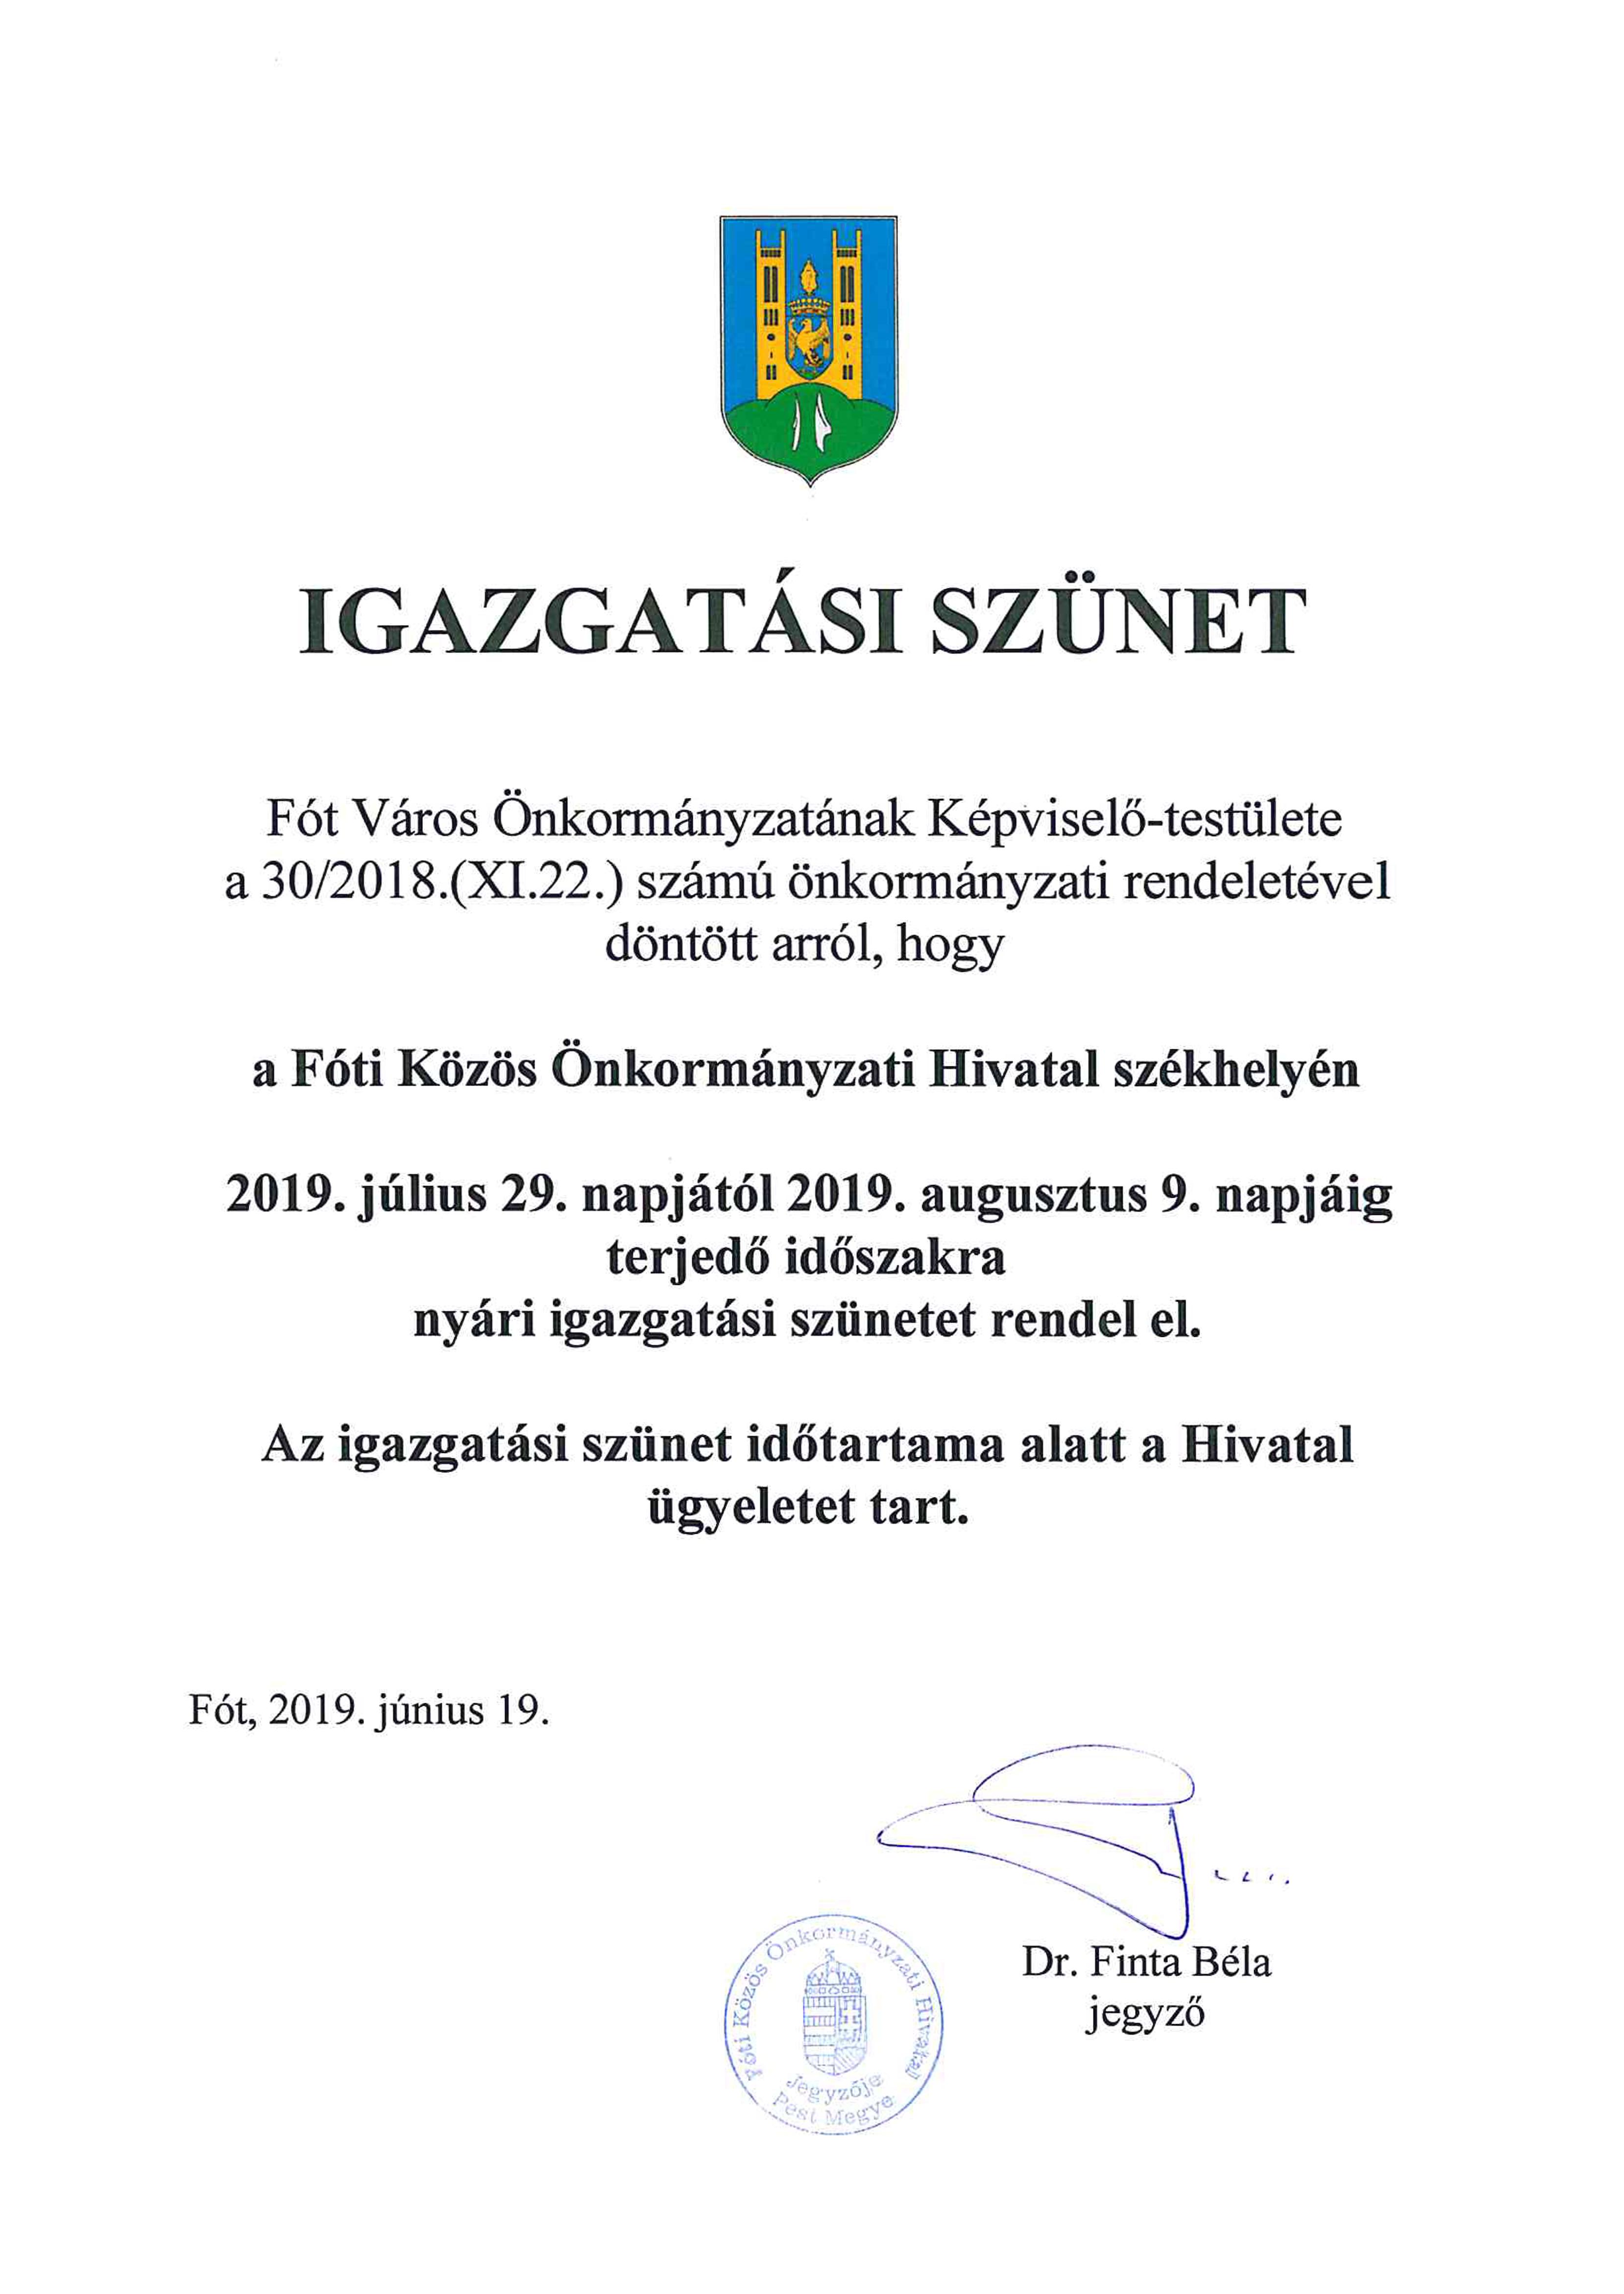 IGAZGATÁSI SZÜNET
Fót Város Önkormányzatának Képviselő-testülete
a 30/2018.(XI.22.) számú önkormányzati rendeletével
döntött arról, hogy
a Fóti Közös Önkormányzati Hivatal székhelyén
2019. július 29. napjától 2019. augusztus 9. napjáig
terjedő időszakra
nyári igazgatási szünetet rendel el.
Az igazgatási szünet időtartama alatt a Hivatal
ügyeletet tart.
Fót, 2019. június 19.
Dr. Finta Béla
jegyző
Fóti Közös Önkormányzati Hivatal
Jegyzője
Pest Megye